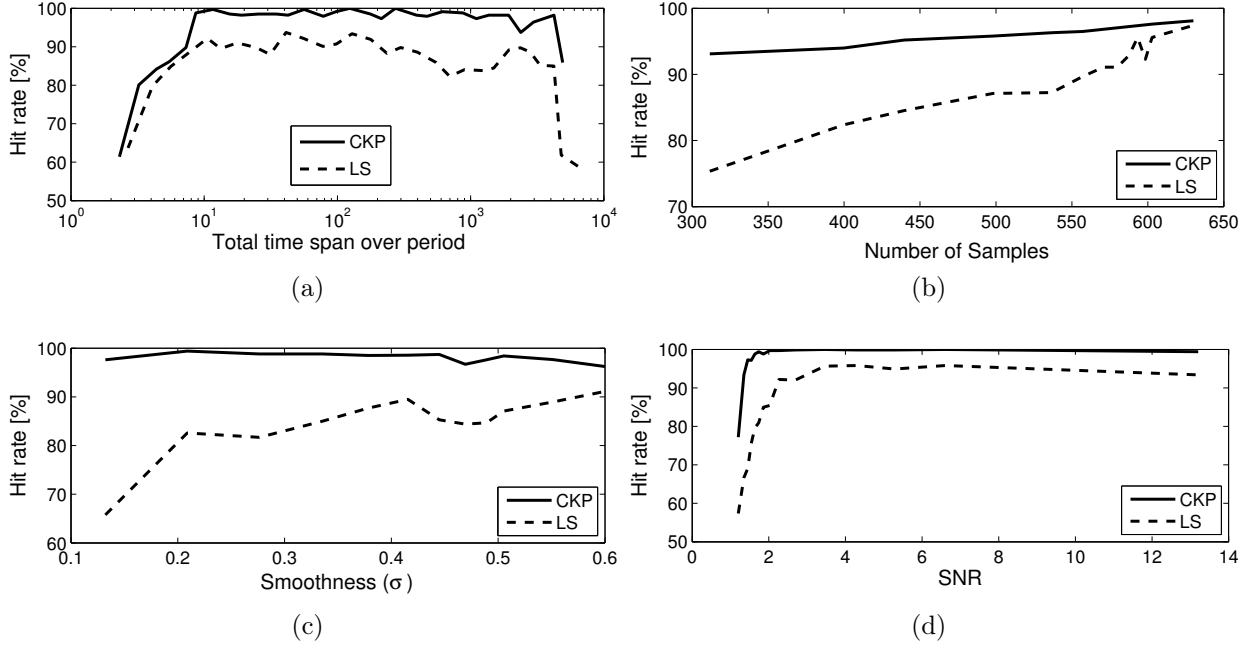 100
90
80
70
60
50
Hit rate [%]
CKP
LS
10^0 10^1 10^2 10^3 10^4
Total time span over period
(a)
100
90
80
70
Hit rate [%]
CKP
LS
300 350 400 450 500 550 600 650
Number of Samples
(b)
100
90
80
70
60
Hit rate [%]
CKP
LS
0.1 0.2 0.3 0.4 0.5 0.6
Smoothness (σ)
(c)
100
90
80
70
60
50
Hit rate [%]
CKP
LS
0 2 4 6 8 10 12 14
SNR
(d)